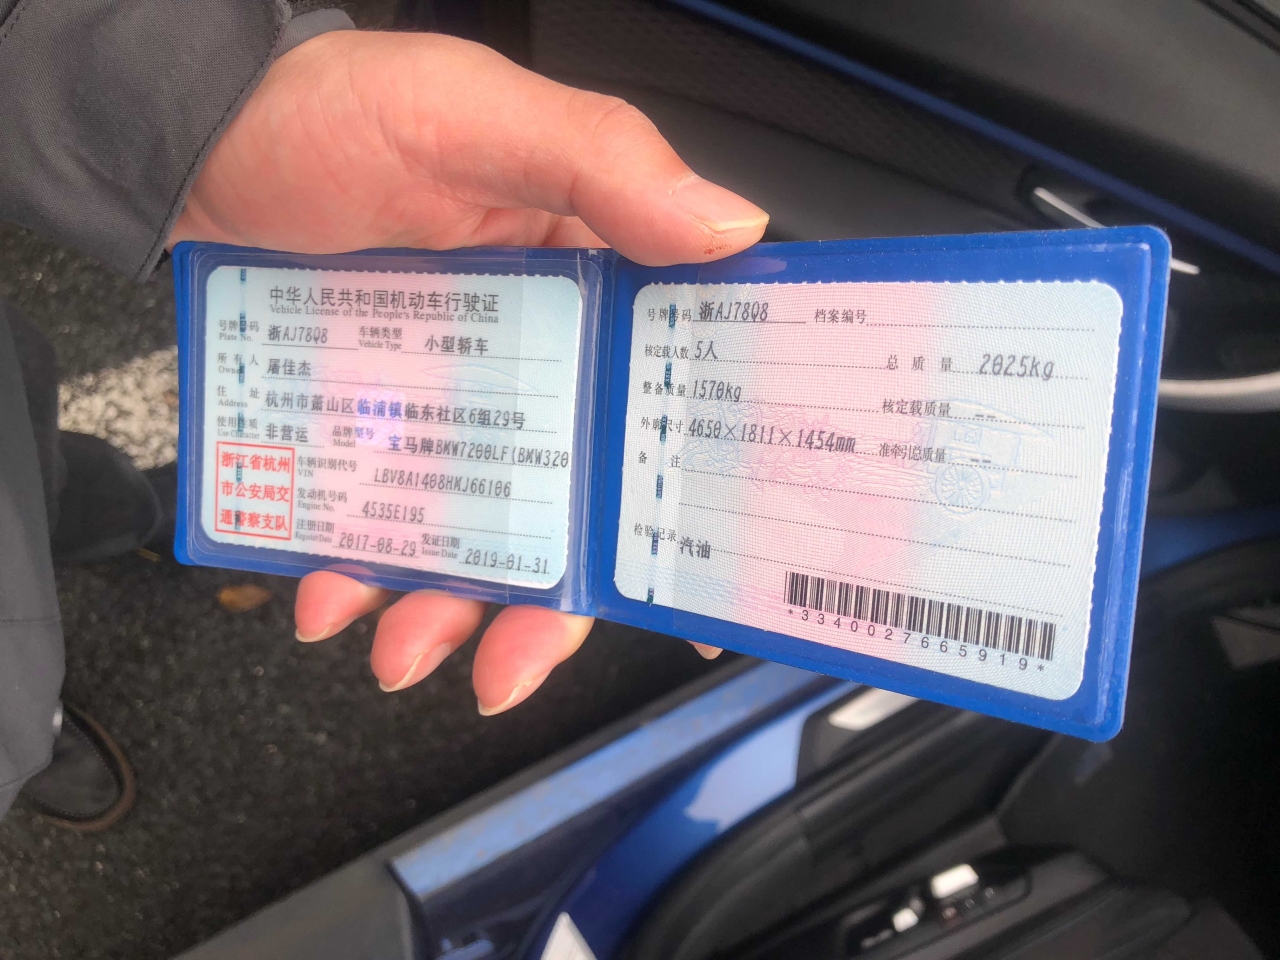 中华人民共和国机动车行驶证
Vehicle License of the People's Republic of China
号牌号码 浙AJ78Q8 车辆类型 小型轿车
Plate No. Vehicle Type
所有人 屠佳杰
Owner
住址 杭州市萧山区临浦镇临东社区6组29号
Address
使用性质 非营运 品牌型号 宝马牌BMW7200LF(BMW320
Use Character Model
浙江省杭州
市公安局交
通警察支队
车辆识别代号 LBV8A1408HMJ66106
VIN
发动机号码 4535E195
Engine No.
注册日期 2017-08-29 发证日期 2019-01-31
Register Date Issue Date
号牌号码 浙AJ78Q8 档案编号
核定载人数 5人 总质量 2025kg
整备质量 1570kg 核定载质量 --
外廓尺寸 4650×1811×1454mm 准牵引总质量 --
备注
检验记录 汽油
*3340027665919*